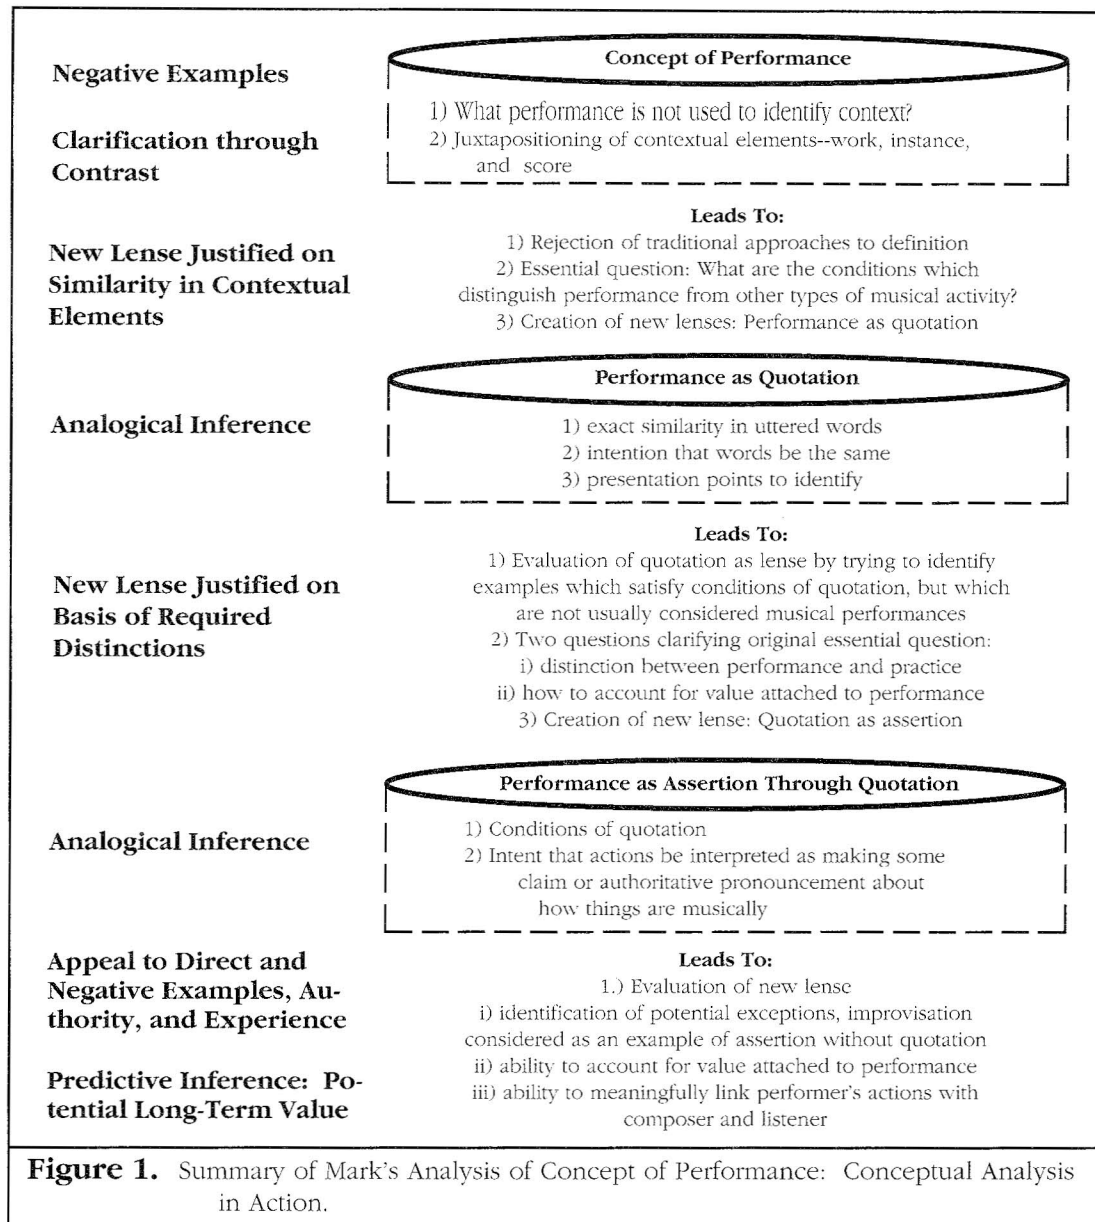 Negative Examples
Concept of Performance
1) What performance is not used to identify context?
Clarification through
Contrast
2) Juxtapositioning of contextual elements--work, instance,
and score
New Lense Justified on
Similarity in Contextual
Elements
Leads To:
1) Rejection of traditional approaches to definition
2) Essential question: What are the conditions which
distinguish performance from other types of musical activity?
3) Creation of new lenses: Performance as quotation
Performance as Quotation
Analogical Inference
1) exact similarity in uttered words
2) intention that words be the same
3) presentation points to identify
Leads To:
New Lense Justified on
Basis of Required
Distinctions
1) Evaluation of quotation as lense by trying to identify
examples which satisfy conditions of quotation, but which
are not usually considered musical performances
2) Two questions clarifying original essential question:
i) distinction between performance and practice
ii) how to account for value attached to performance
3) Creation of new lense: Quotation as assertion
Performance as Assertion Through Quotation
Analogical Inference
1) Conditions of quotation
2) Intent that actions be interpreted as making some
claim or authoritative pronouncement about
how things are musically
Appeal to Direct and
Negative Examples, Au-
thority, and Experience
Predictive Inference: Po-
tential Long-Term Value
Leads To:
1.) Evaluation of new lense
i) identification of potential exceptions, improvisation
considered as an example of assertion without quotation
ii) ability to account for value attached to performance
iii) ability to meaningfully link performer's actions with
composer and listener
Figure 1. Summary of Mark's Analysis of Concept of Performance: Conceptual Analysis
in Action.